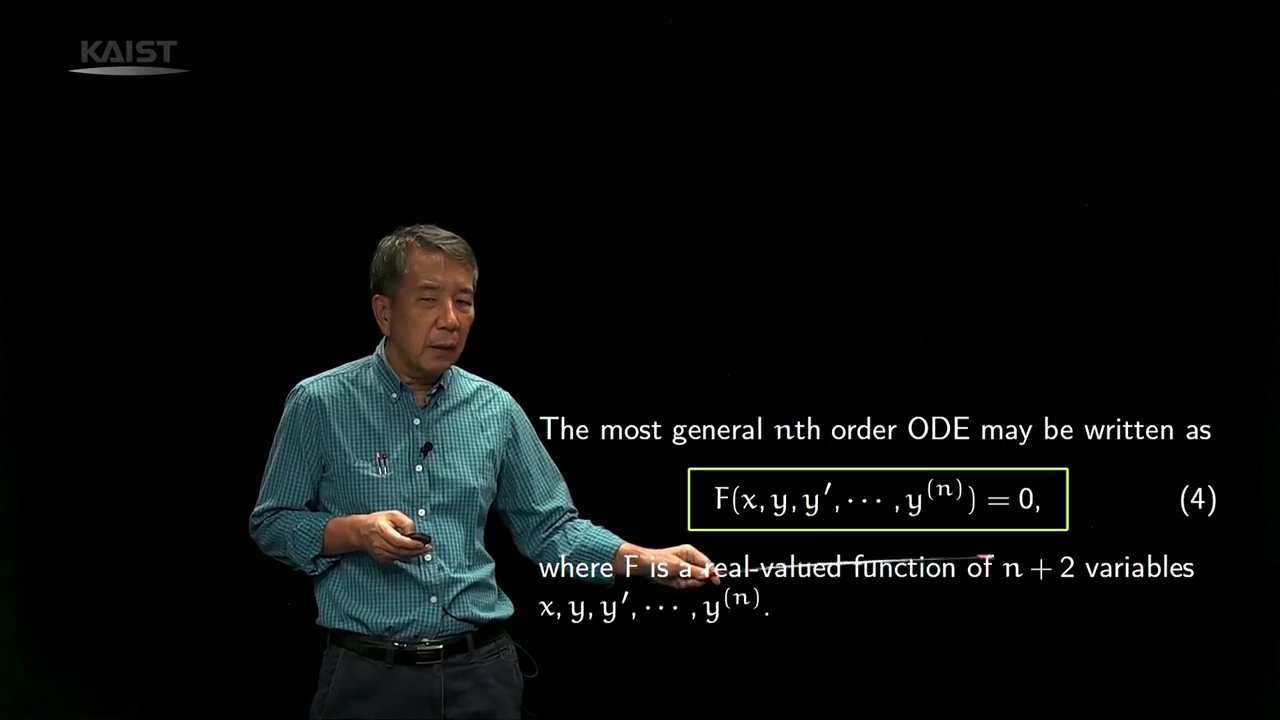 KAIST
The most general nth order ODE may be written as
F(x, y, y′, ⋯ , y⁽ⁿ⁾) = 0, (4)
where F is a real-valued function of n + 2 variables
x, y, y′, ⋯ , y⁽ⁿ⁾.